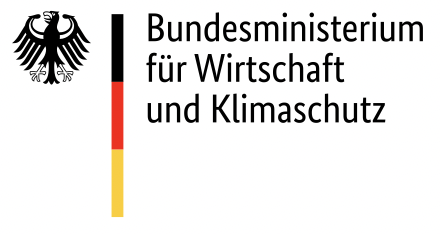 Bundesministerium
für Wirtschaft
und Klimaschutz